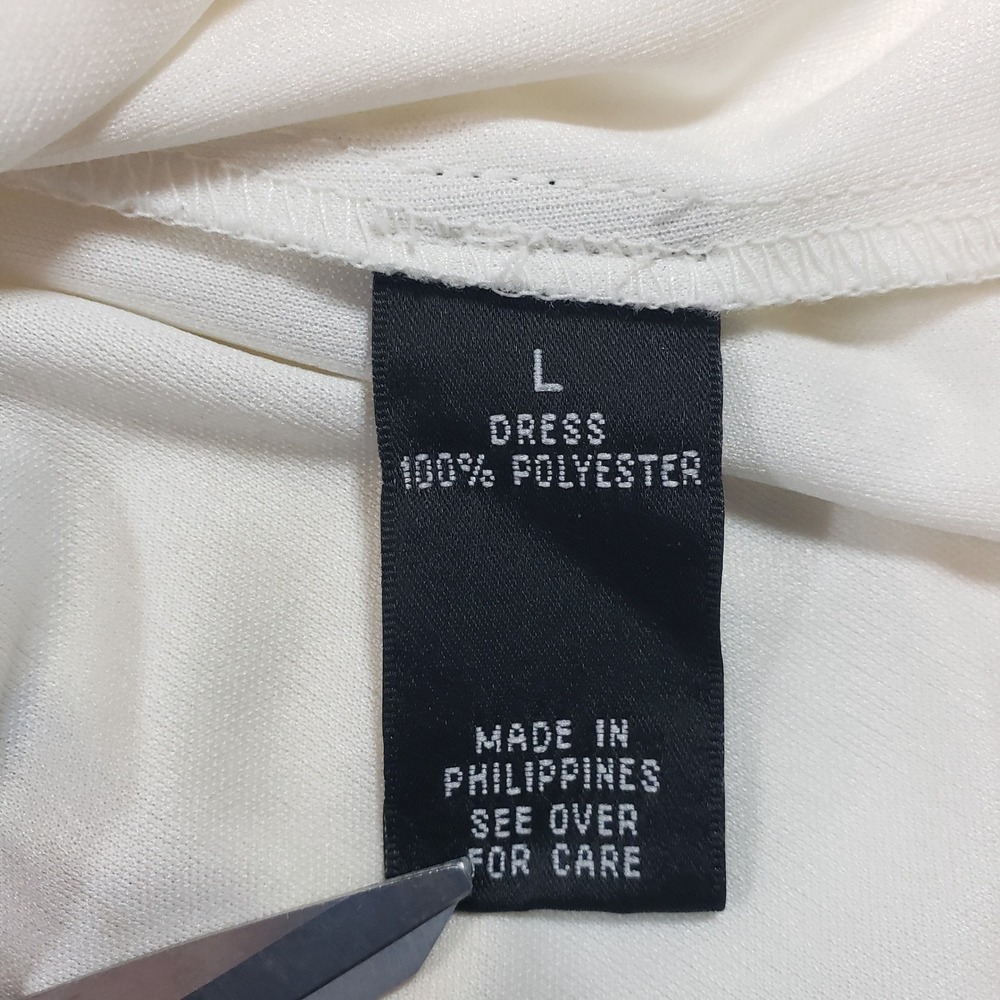 L
DRESS
100% POLYESTER
MADE IN
PHILIPPINES
SEE OVER
FOR CARE